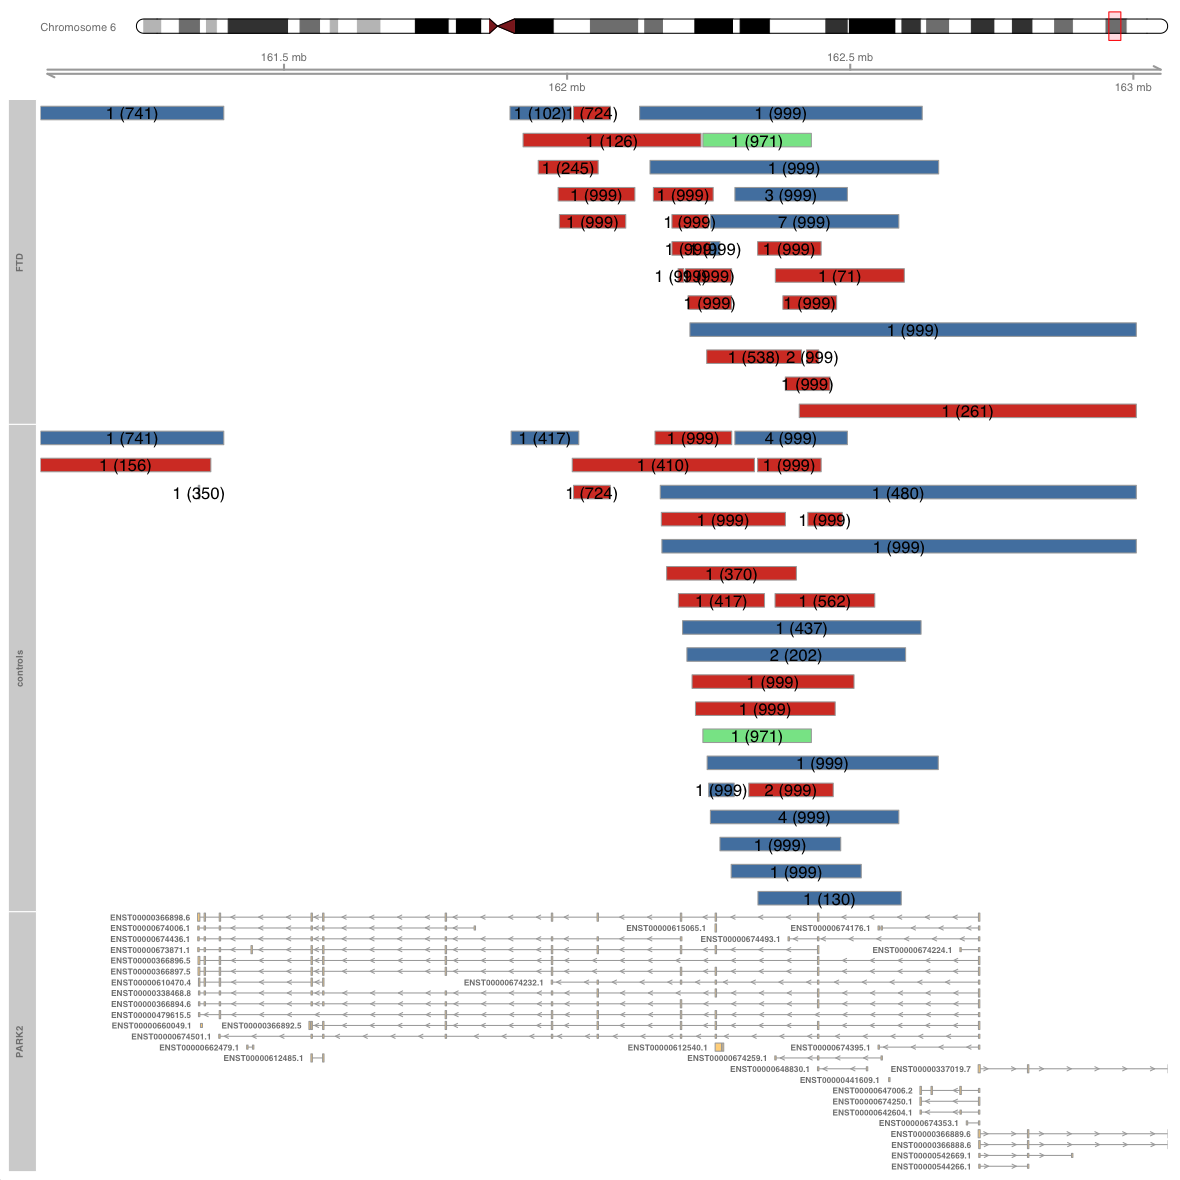 Chromosome 6
161.5 mb 162.5 mb
162 mb 163 mb
FTD
1 (741) 1 (102) 1 (724) 1 (999)
1 (126) 1 (971)
1 (245) 1 (999)
1 (999) 1 (999) 3 (999)
1 (999) 1 (999) 7 (999)
1 (999) (999) 1 (999)
1 (999) 1 (999) 1 (71)
1 (999) 1 (999)
1 (999)
1 (538) 2 (999)
1 (999)
1 (261)
controls
1 (741) 1 (417) 1 (999) 4 (999)
1 (156) 1 (410) 1 (999)
1 (350) 1 (724) 1 (480)
1 (999) 1 (999)
1 (999)
1 (370)
1 (417) 1 (562)
1 (437)
2 (202)
1 (999)
1 (999)
1 (971)
1 (999)
1 (999) 2 (999)
4 (999)
1 (999)
1 (999)
1 (130)
PARK2
ENST00000366898.6
ENST00000674006.1 ENST00000615065.1 ENST00000674176.1
ENST00000674436.1 ENST00000674493.1
ENST00000673871.1 ENST00000674224.1
ENST00000366896.5
ENST00000366897.5
ENST00000610470.4 ENST00000674232.1
ENST00000338468.8
ENST00000366894.6
ENST00000479615.5
ENST00000660049.1 ENST00000366892.5
ENST00000674501.1
ENST00000662479.1 ENST00000612540.1 ENST00000674395.1
ENST00000612485.1 ENST00000674259.1
ENST00000648830.1 ENST00000337019.7
ENST00000441609.1
ENST00000647006.2
ENST00000674250.1
ENST00000642604.1
ENST00000674353.1
ENST00000366889.6
ENST00000366888.6
ENST00000542669.1
ENST00000544266.1